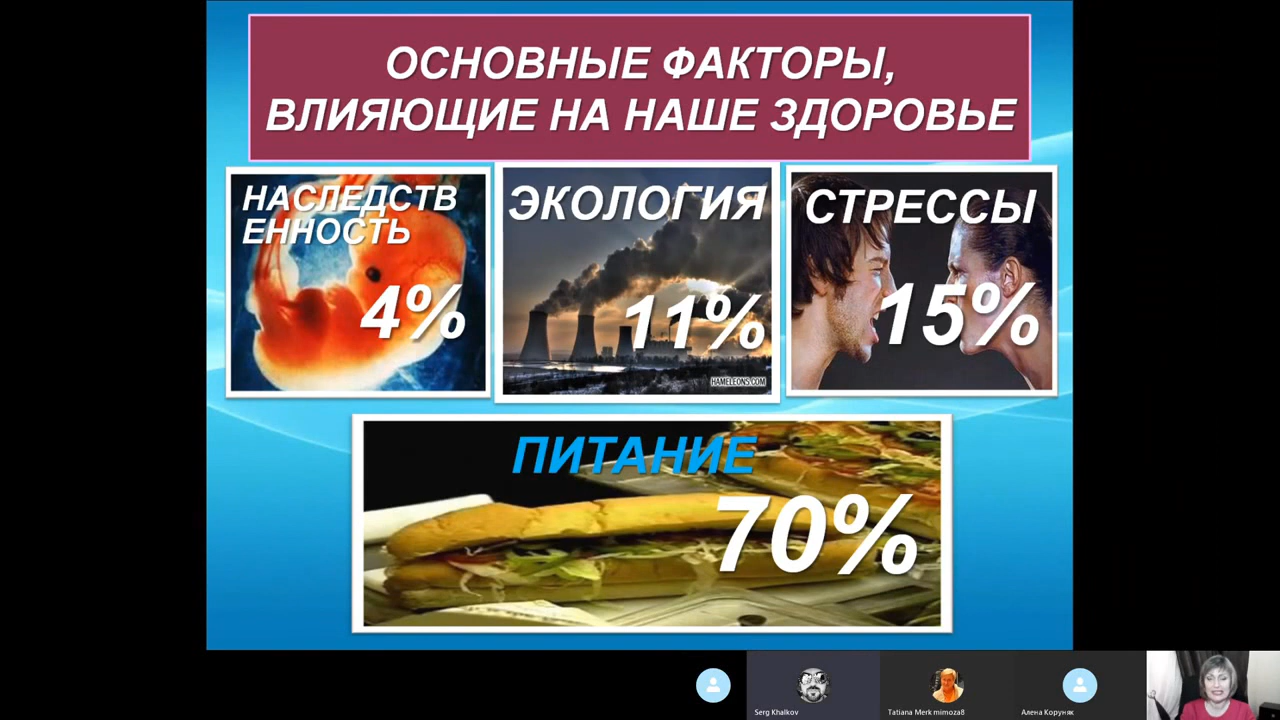 ОСНОВНЫЕ ФАКТОРЫ,
ВЛИЯЮЩИЕ НА НАШЕ ЗДОРОВЬЕ
НАСЛЕДСТВ
ЕННОСТЬ
4%
ЭКОЛОГИЯ
11%
HAMELEONS.COM
СТРЕССЫ
15%
ПИТАНИЕ
70%
Serg Khalkov
Tatiana Merk mimoza8
Алена Коруняк